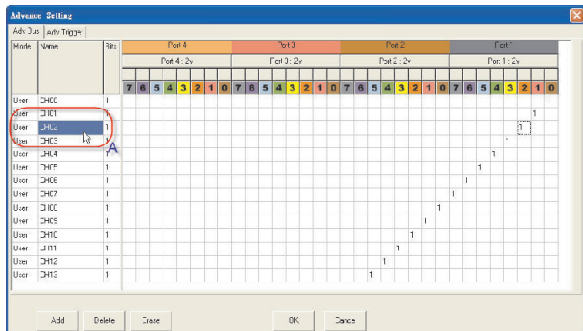 Advance Setting
Adv Bus Adv Trigger
Mode Name Bits Port 4 Port 3 Port 2 Port 1
Port 4 : 2v Port 3 : 2v Port 2 : 2v Port 1 : 2v
7 6 5 4 3 2 1 0 7 6 5 4 3 2 1 0 7 6 5 4 3 2 1 0 7 6 5 4 3 2 1 0
User CH00 1
User CH01 1 1
User CH02 1 1
User CH03 1
A
User CH04 1 1
User CH05 1 1
User CH06 1 1
User CH07 1 1
User CH08 1 1
User CH09 1 1
User CH10 1 1
User CH11 1 1
User CH12 1 1
User CH13 1 1
Add Delete Erase OK Cancel